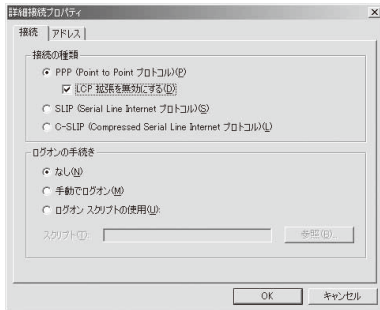 詳細接続プロパティ
接続 アドレス
接続の種類
PPP (Point to Point プロトコル)(P)
LCP 拡張を無効にする(D)
SLIP (Serial Line Internet プロトコル)(S)
C-SLIP (Compressed Serial Line Internet プロトコル)(L)
ログオンの手続き
なし(N)
手動でログオン(M)
ログオン スクリプトの使用(U):
スクリプト(T):
参照(B)...
OK キャンセル